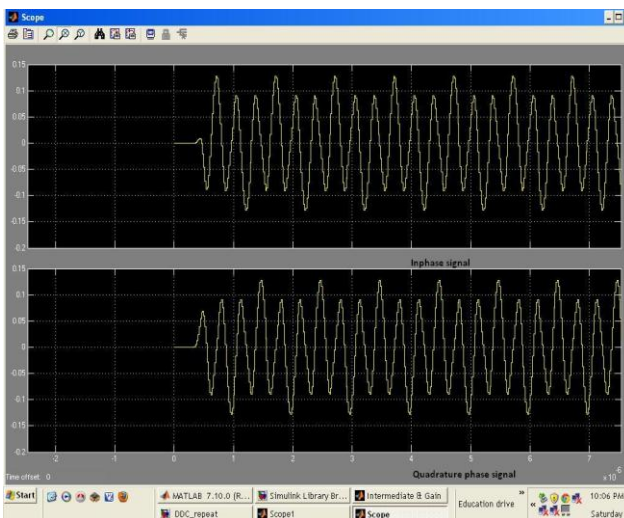 Scope
0.15
0.1
0.05
0
-0.05
-0.1
-0.15
-0.2
Inphase signal
0.15
0.1
0.05
0
-0.05
-0.1
-0.15
-0.2
-2 -1 0 1 2 3 4 5 6 7
Time offset: 0
Quadrature phase signal
x 10^6
Start
MATLAB 7.10.0 (R...
Simulink Library Br...
Intermediate & Gain
Education drive
10:06 PM
DDC_repeat
Scope1
Scope
Saturday